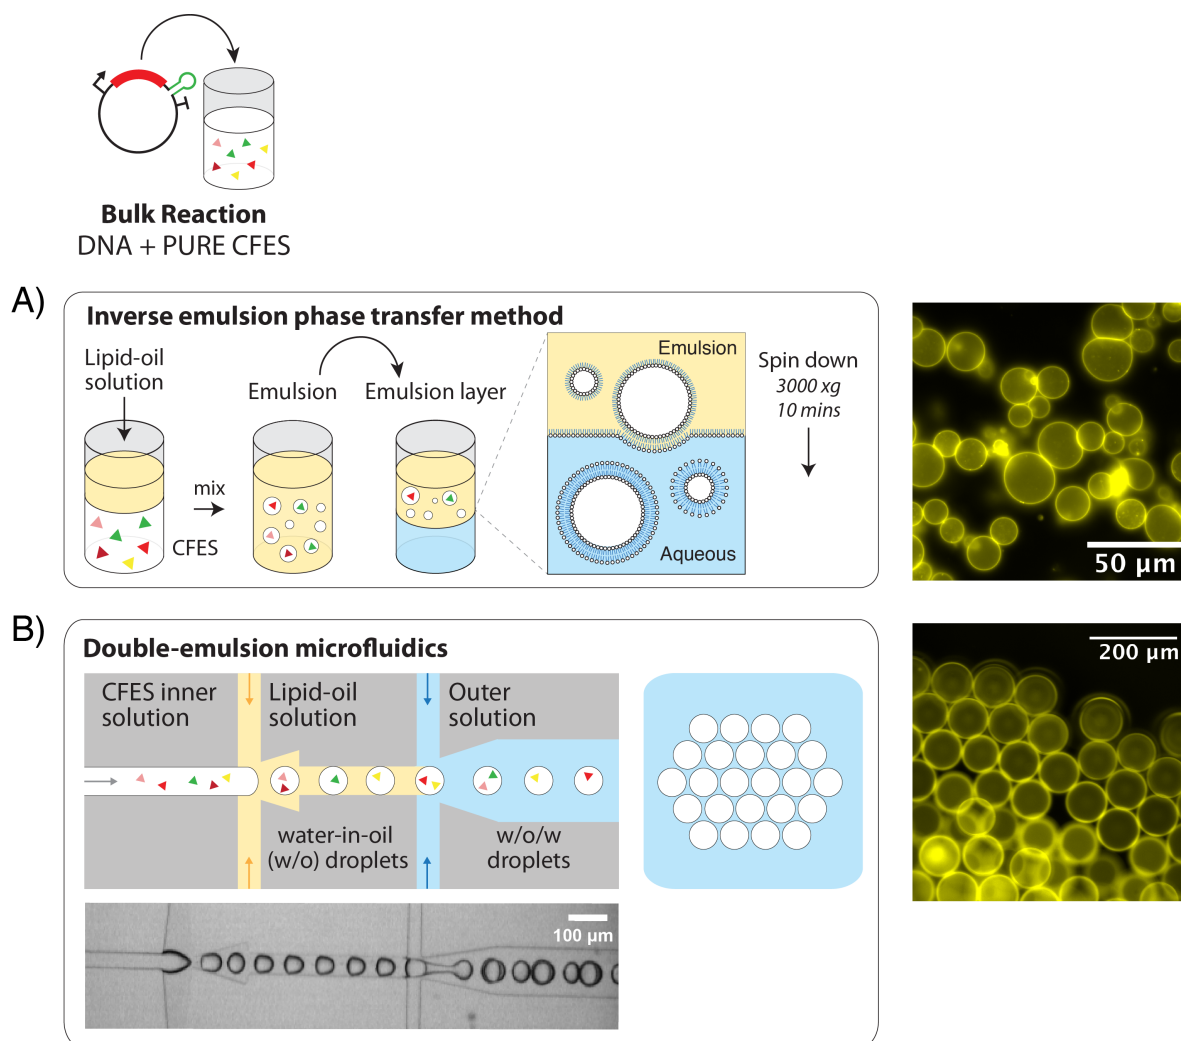 Bulk Reaction
DNA + PURE CFES
A)
Inverse emulsion phase transfer method
Lipid-oil
solution
mix
CFES
Emulsion
Emulsion layer
Emulsion
Aqueous
Spin down
3000 xg
10 mins
50 µm
B)
Double-emulsion microfluidics
CFES inner
solution
Lipid-oil
solution
Outer
solution
water-in-oil
(w/o) droplets
w/o/w
droplets
100 µm
200 µm